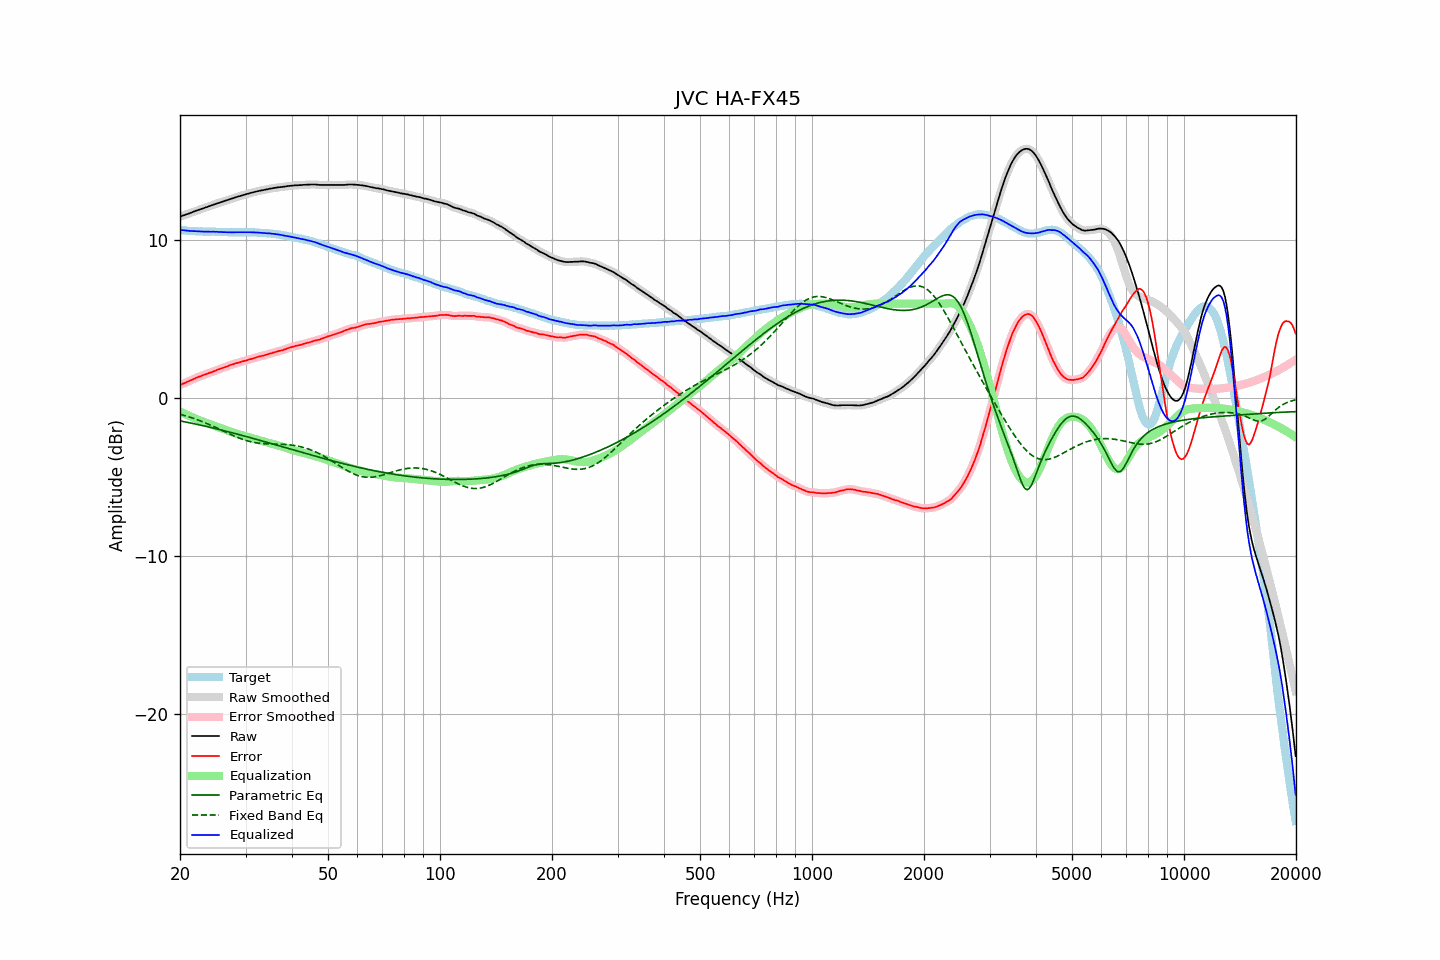 JVC HA-FX45
Amplitude (dBr)
10
0
−10
−20
Target
Raw Smoothed
Error Smoothed
Raw
Error
Equalization
Parametric Eq
Fixed Band Eq
Equalized
20 50 100 200 500 1000 2000 5000 10000 20000
Frequency (Hz)